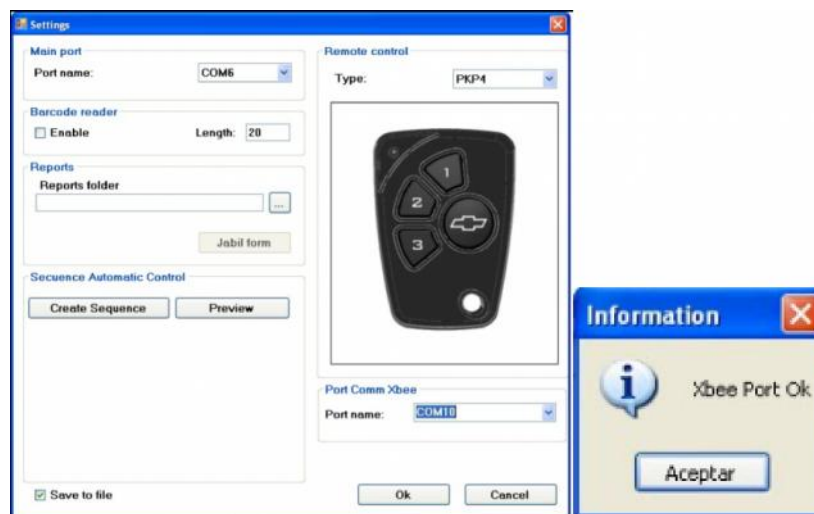 Settings
Main port
Port name: COM6
Barcode reader
Enable Length: 20
Reports
Reports folder
...
Jabil form
Secuence Automatic Control
Create Sequence Preview
Save to file
Remote control
Type: PKP4
1
2
3
Port Comm Xbee
Port name: COM10
Ok Cancel
Information
Xbee Port Ok
Aceptar